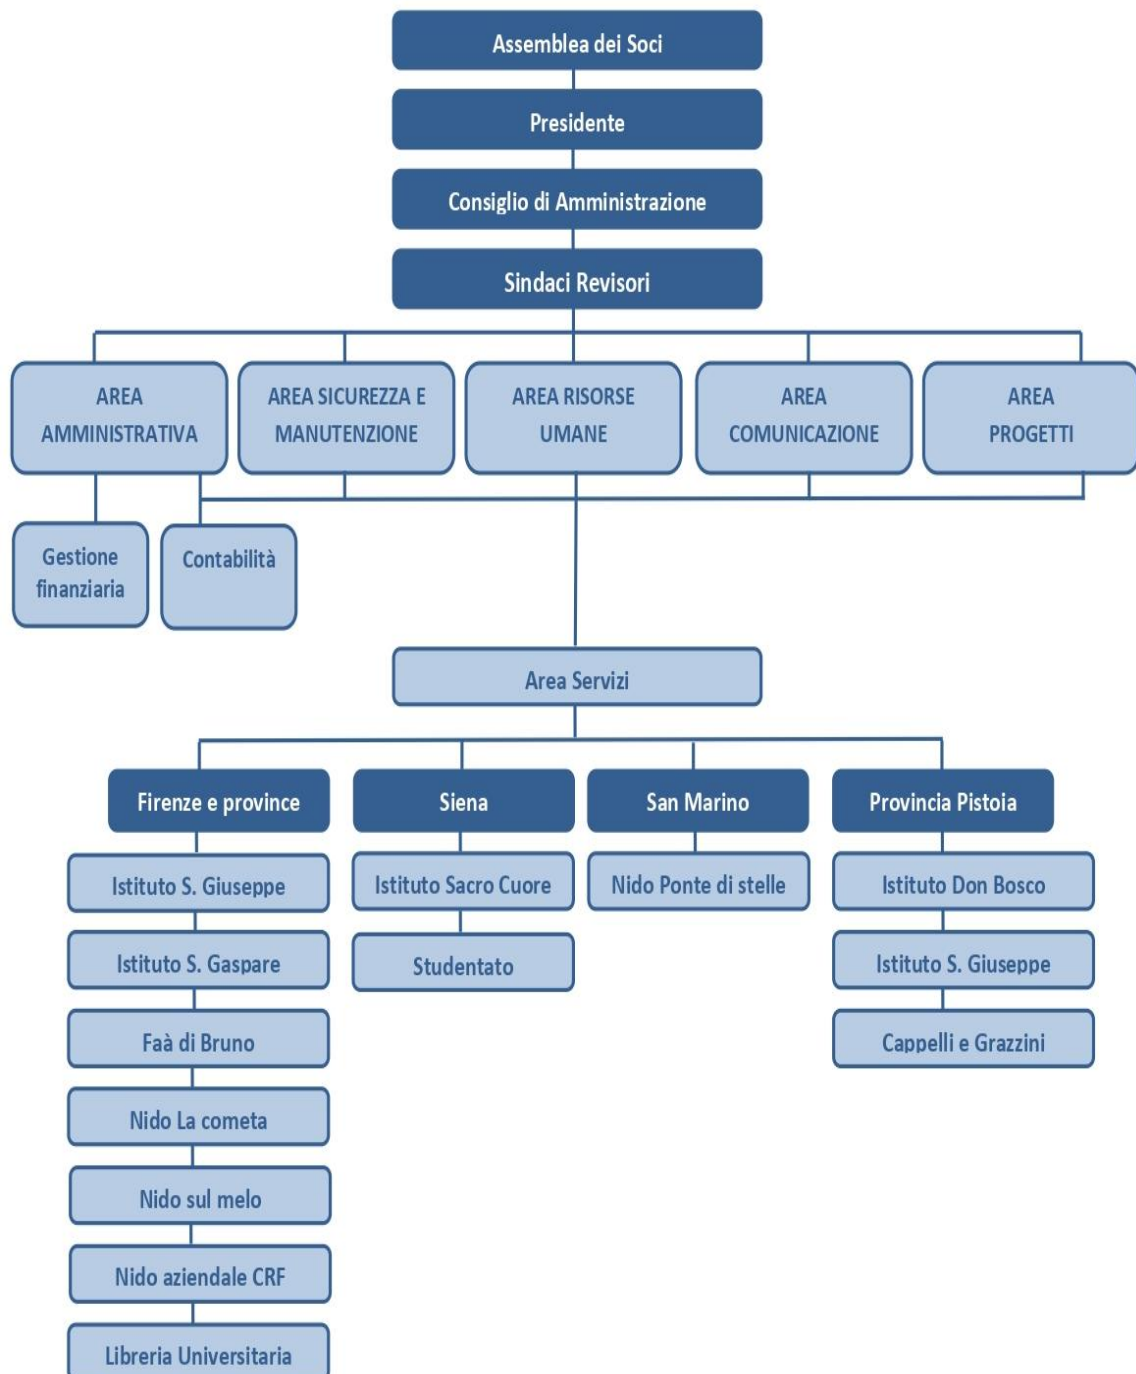 Assemblea dei Soci
Presidente
Consiglio di Amministrazione
Sindaci Revisori
AREA
AMMINISTRATIVA
AREA SICUREZZA E
MANUTENZIONE
AREA RISORSE
UMANE
AREA
COMUNICAZIONE
AREA
PROGETTI
Gestione
finanziaria
Contabilità
Area Servizi
Firenze e province
Istituto S. Giuseppe
Istituto S. Gaspare
Faà di Bruno
Nido La cometa
Nido sul melo
Nido aziendale CRF
Libreria Universitaria
Siena
Istituto Sacro Cuore
Studentato
San Marino
Nido Ponte di stelle
Provincia Pistoia
Istituto Don Bosco
Istituto S. Giuseppe
Cappelli e Grazzini